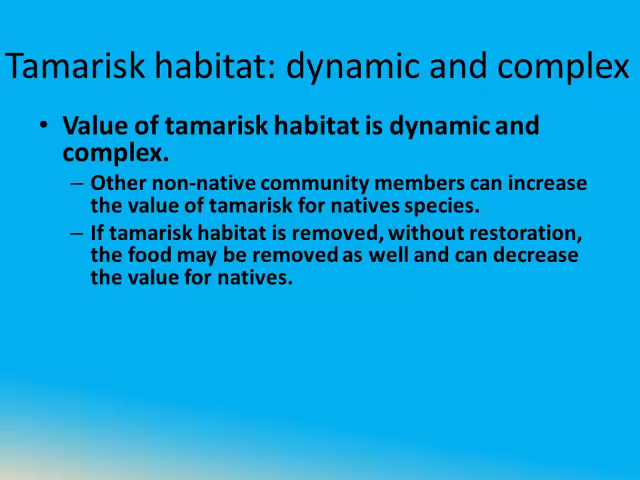 Tamarisk habitat: dynamic and complex
• Value of tamarisk habitat is dynamic and
complex.
– Other non-native community members can increase
the value of tamarisk for natives species.
– If tamarisk habitat is removed, without restoration,
the food may be removed as well and can decrease
the value for natives.